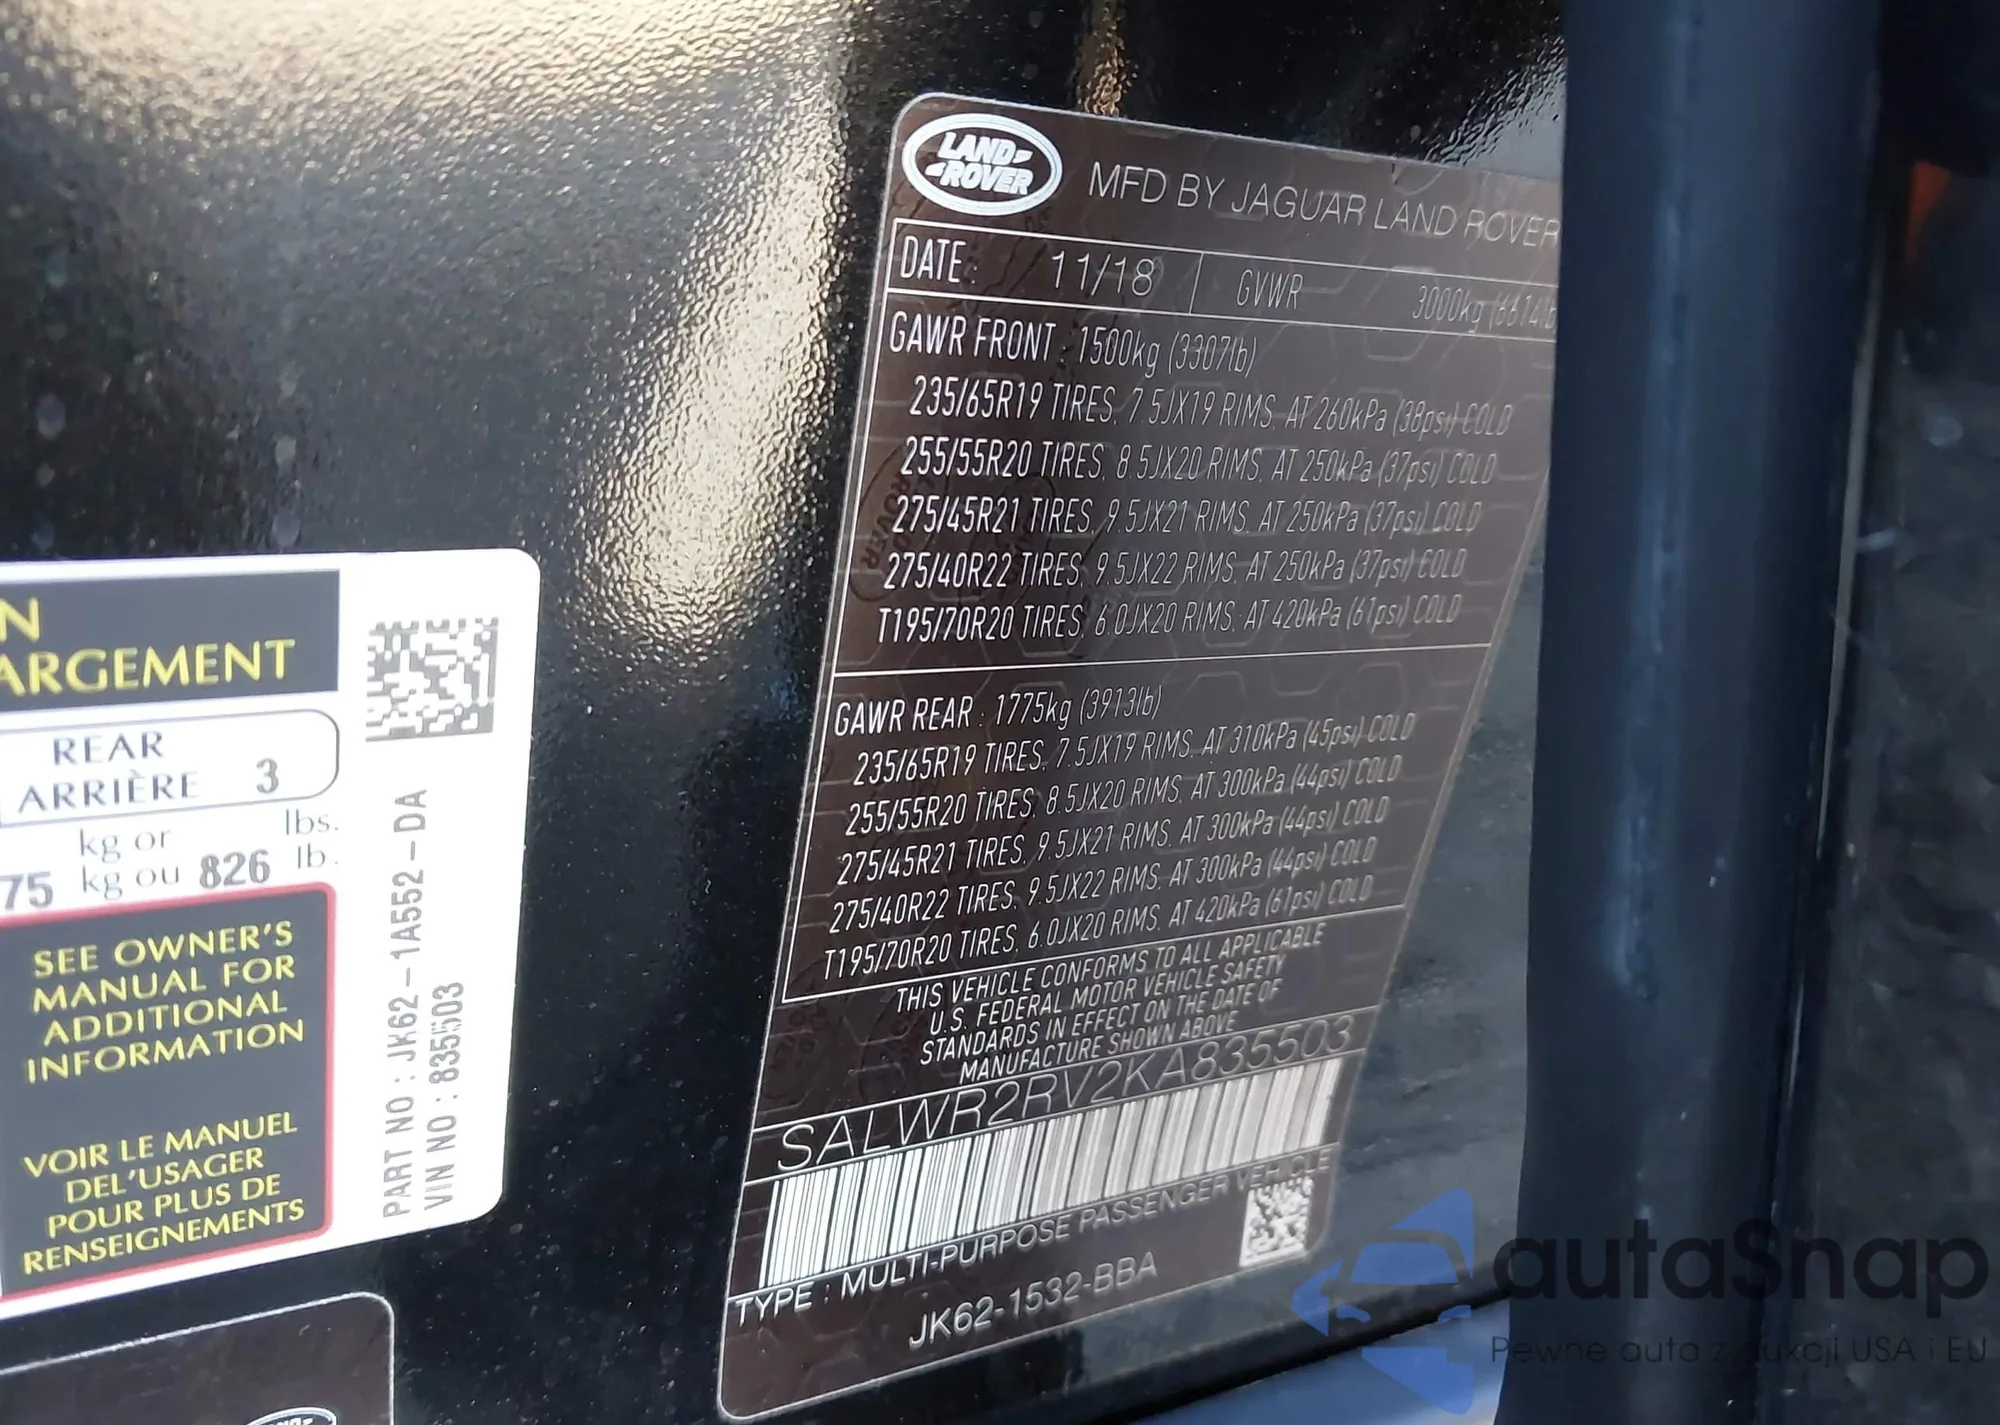 LAND ROVER
MFD BY JAGUAR LAND ROVER
DATE : 11/18 GVWR 3000kg (6614lb
GAWR FRONT : 1500kg (3307lb)
235/65R19 TIRES, 7.5JX19 RIMS, AT 260kPa (38psi) COLD
255/55R20 TIRES, 8.5JX20 RIMS, AT 250kPa (37psi) COLD
275/45R21 TIRES, 9.5JX21 RIMS, AT 250kPa (37psi) COLD
275/40R22 TIRES, 9.5JX22 RIMS, AT 250kPa (37psi) COLD
T195/70R20 TIRES, 6.0JX20 RIMS, AT 420kPa (61psi) COLD
GAWR REAR : 1775kg (3913lb)
235/65R19 TIRES, 7.5JX19 RIMS, AT 310kPa (45psi) COLD
255/55R20 TIRES, 8.5JX20 RIMS, AT 300kPa (44psi) COLD
275/45R21 TIRES, 9.5JX21 RIMS, AT 300kPa (44psi) COLD
275/40R22 TIRES, 9.5JX22 RIMS, AT 300kPa (44psi) COLD
T195/70R20 TIRES, 6.0JX20 RIMS, AT 420kPa (61psi) COLD
THIS VEHICLE CONFORMS TO ALL APPLICABLE
U.S. FEDERAL MOTOR VEHICLE SAFETY
STANDARDS IN EFFECT ON THE DATE OF
MANUFACTURE SHOWN ABOVE
SALWR2RV2KA835503
TYPE : MULTI-PURPOSE PASSENGER VEHICLE
JK62-1532-BBA
N
ARGEMENT
REAR
ARRIÈRE 3
kg or lbs.
75 kg ou 826 lb.
SEE OWNER'S
MANUAL FOR
ADDITIONAL
INFORMATION
VOIR LE MANUEL
DEL'USAGER
POUR PLUS DE
RENSEIGNEMENTS
PART NO : JK62-1A552-DA
VIN NO : 835503
autaSnap
Pewne auta z aukcji USA i EU